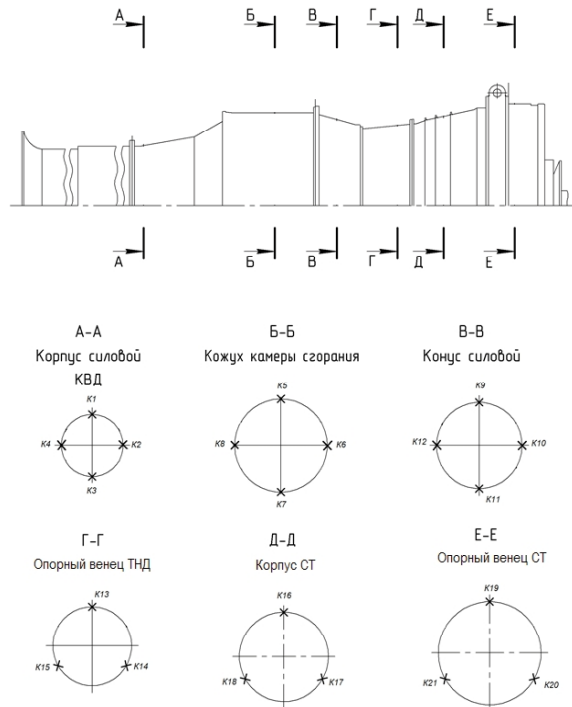 А Б В Г Д Е
А Б В Г Д Е
А-А Б-Б В-В
Корпус силовой Кожух камеры сгорания Конус силовой
КВД
К1
К4 К2
К3
К5
К8 К6
К7
К9
К12 К10
К11
Г-Г Д-Д Е-Е
Опорный венец ТНД Корпус СТ Опорный венец СТ
К13
К15 К14
К16
К18 К17
К19
К21 К20